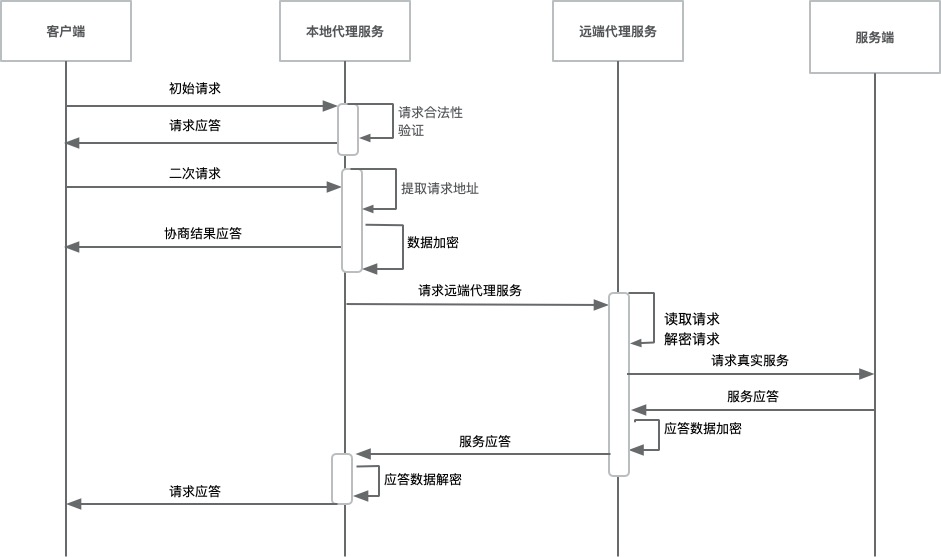 客户端
本地代理服务
远端代理服务
服务端
初始请求
请求合法性
验证
请求应答
二次请求
提取请求地址
协商结果应答
数据加密
请求远端代理服务
读取请求
解密请求
请求真实服务
服务应答
应答数据加密
服务应答
应答数据解密
请求应答